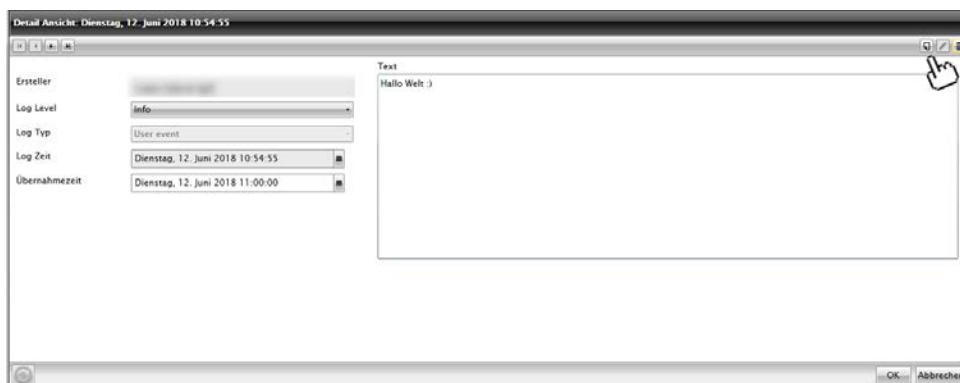 Detail Ansicht: Dienstag, 12. Juni 2018 10:54:55
Ersteller
Log Level
Info
Log Typ
User event
Log Zeit
Dienstag, 12. Juni 2018 10:54:55
Übernahmezeit
Dienstag, 12. Juni 2018 11:00:00
Text
Hallo Welt :)
OK
Abbrechen